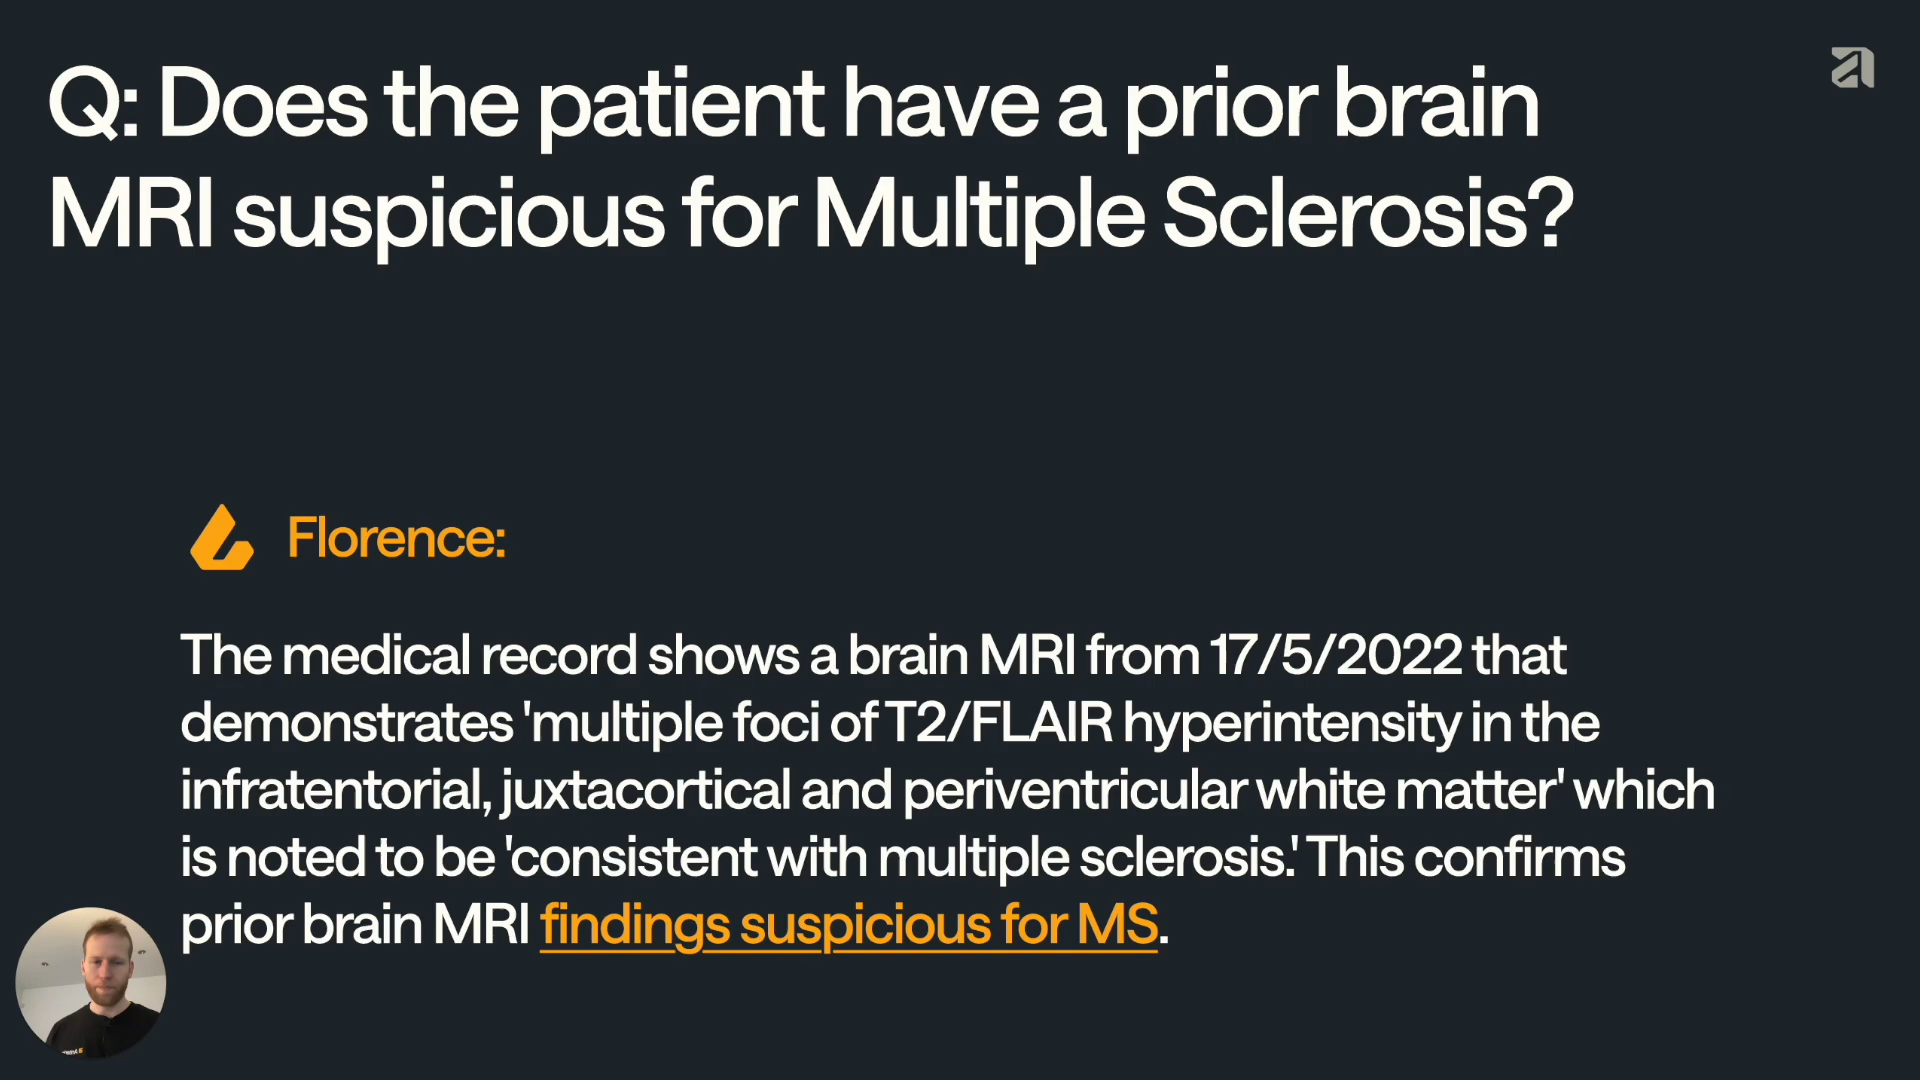 Q: Does the patient have a prior brain
MRI suspicious for Multiple Sclerosis?
Florence:
The medical record shows a brain MRI from 17/5/2022 that
demonstrates 'multiple foci of T2/FLAIR hyperintensity in the
infratentorial, juxtacortical and periventricular white matter' which
is noted to be 'consistent with multiple sclerosis.' This confirms
prior brain MRI findings suspicious for MS.